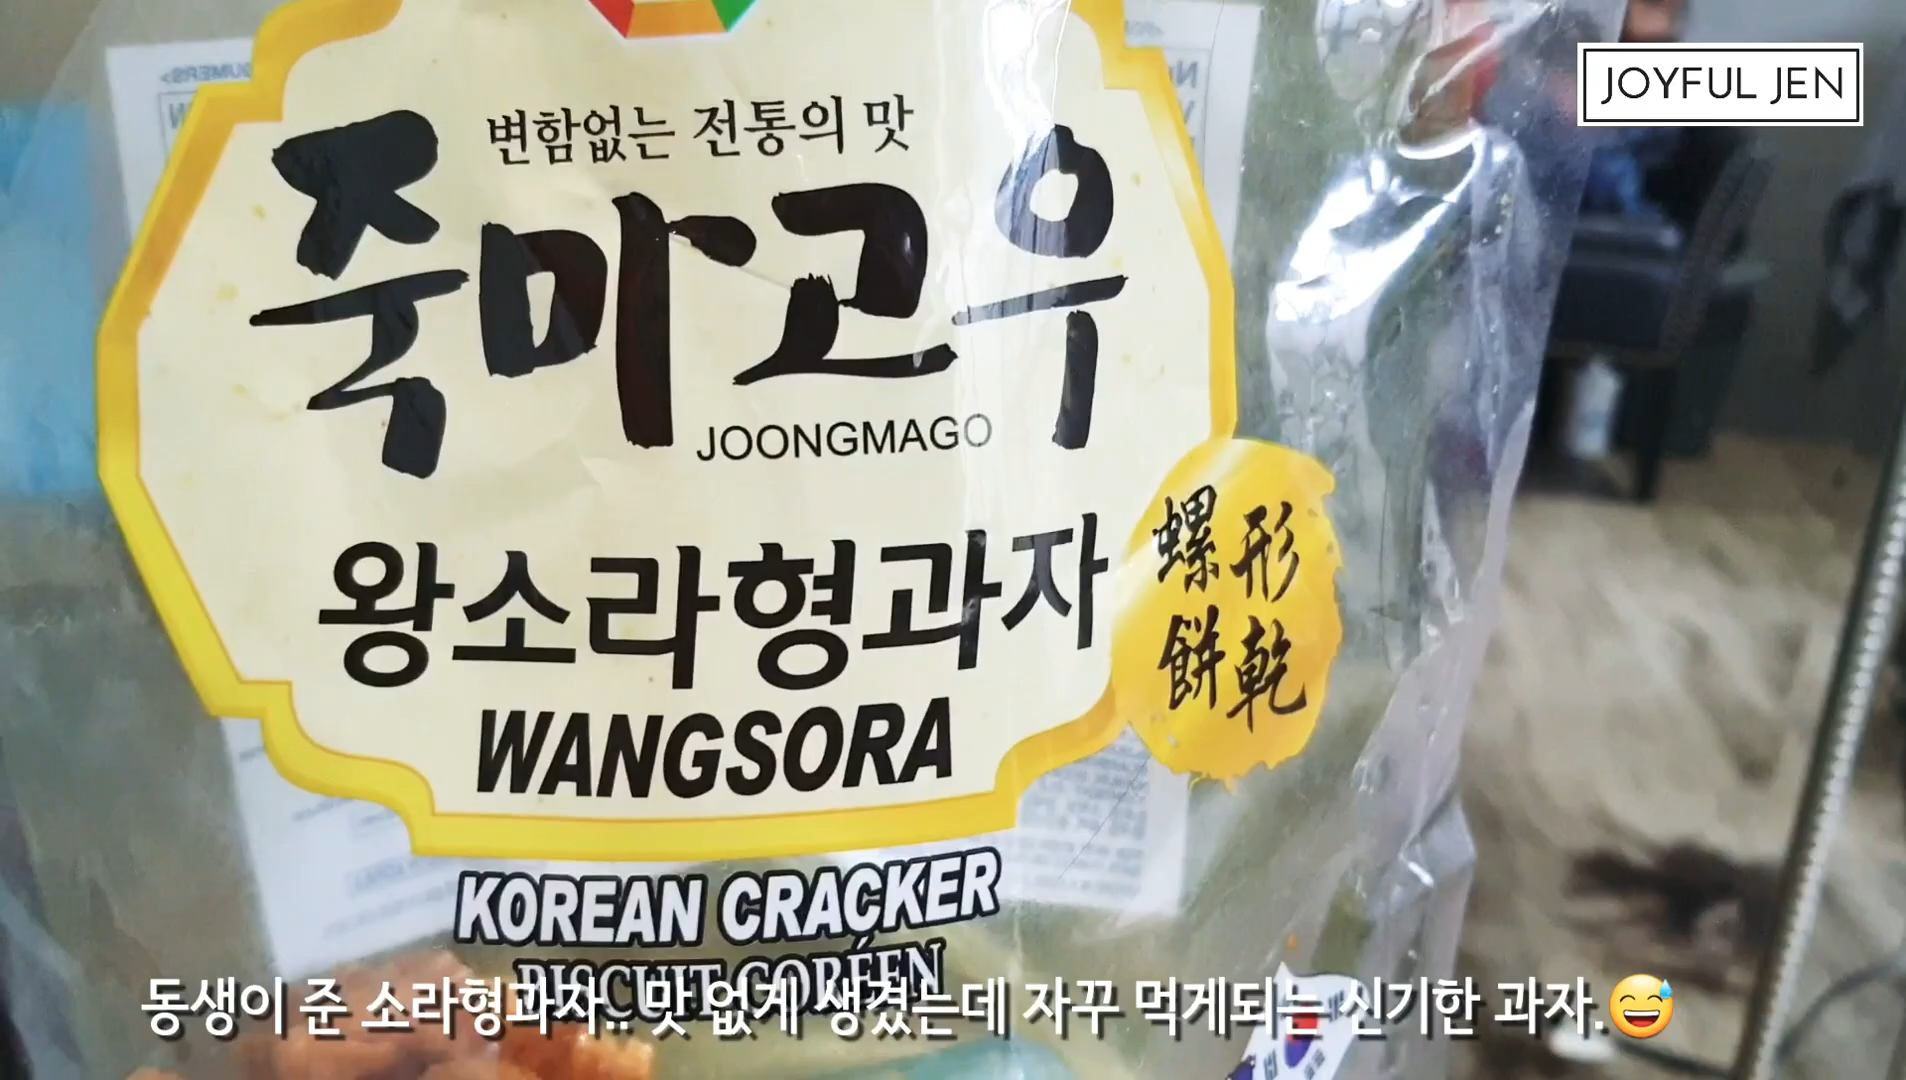 JOYFUL JEN
변함없는 전통의 맛
죽마고우
JOONGMAGO
왕소라형과자
螺形
餅乾
WANGSORA
KOREAN CRACKER
BISCUIT CORÉEN
동생이 준 소라형과자.. 맛 없게 생겼는데 자꾸 먹게되는 신기한 과자.😅